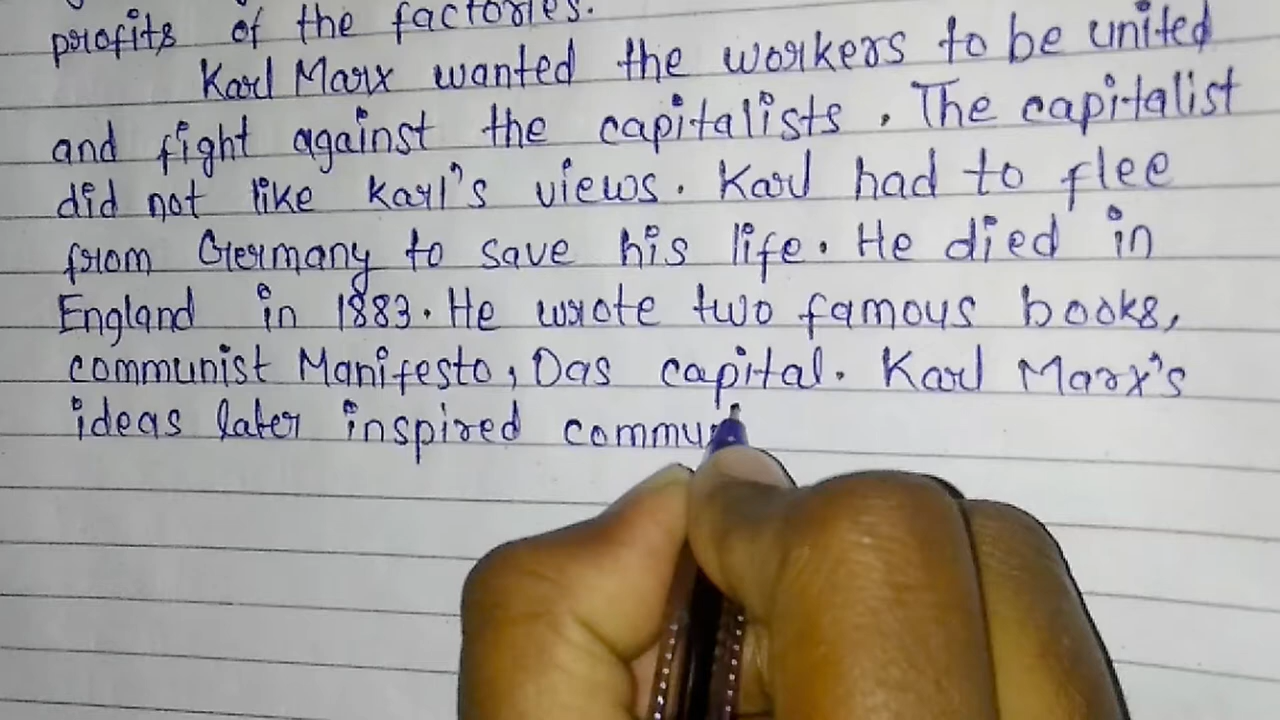 profits of the factories.
Karl Marx wanted the workers to be united
and fight against the capitalists. The capitalist
did not like Karl's views. Karl had to flee
from Germany to save his life. He died in
England in 1883. He wrote two famous books,
communist Manifesto, Das capital. Karl Marx's
ideas later inspired commu